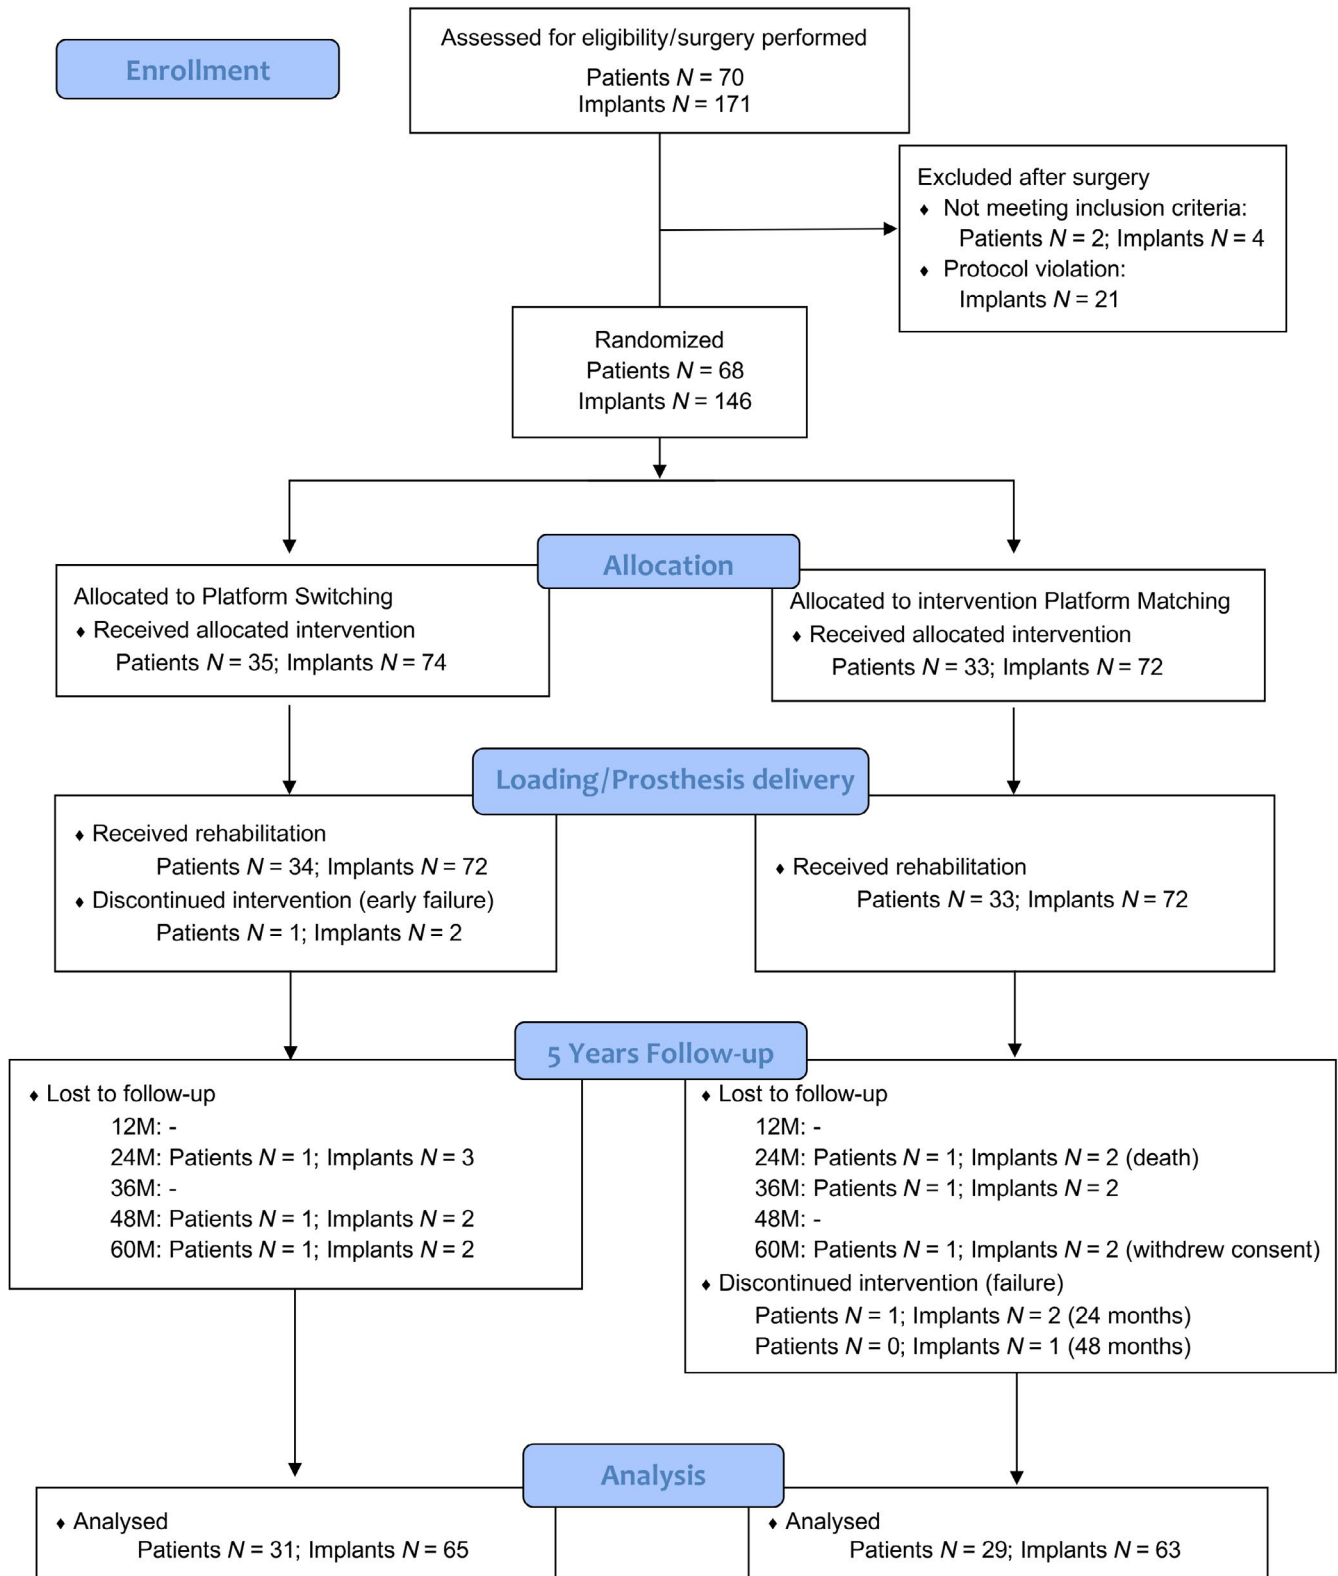 Enrollment
Assessed for eligibility/surgery performed
Patients N = 70
Implants N = 171
Excluded after surgery
♦ Not meeting inclusion criteria:
Patients N = 2; Implants N = 4
♦ Protocol violation:
Implants N = 21
Randomized
Patients N = 68
Implants N = 146
Allocation
Allocated to Platform Switching
♦ Received allocated intervention
Patients N = 35; Implants N = 74
Allocated to intervention Platform Matching
♦ Received allocated intervention
Patients N = 33; Implants N = 72
Loading/Prosthesis delivery
♦ Received rehabilitation
Patients N = 34; Implants N = 72
♦ Discontinued intervention (early failure)
Patients N = 1; Implants N = 2
♦ Received rehabilitation
Patients N = 33; Implants N = 72
5 Years Follow-up
♦ Lost to follow-up
12M: -
24M: Patients N = 1; Implants N = 3
36M: -
48M: Patients N = 1; Implants N = 2
60M: Patients N = 1; Implants N = 2
♦ Lost to follow-up
12M: -
24M: Patients N = 1; Implants N = 2 (death)
36M: Patients N = 1; Implants N = 2
48M: -
60M: Patients N = 1; Implants N = 2 (withdrew consent)
♦ Discontinued intervention (failure)
Patients N = 1; Implants N = 2 (24 months)
Patients N = 0; Implants N = 1 (48 months)
Analysis
♦ Analysed
Patients N = 31; Implants N = 65
♦ Analysed
Patients N = 29; Implants N = 63